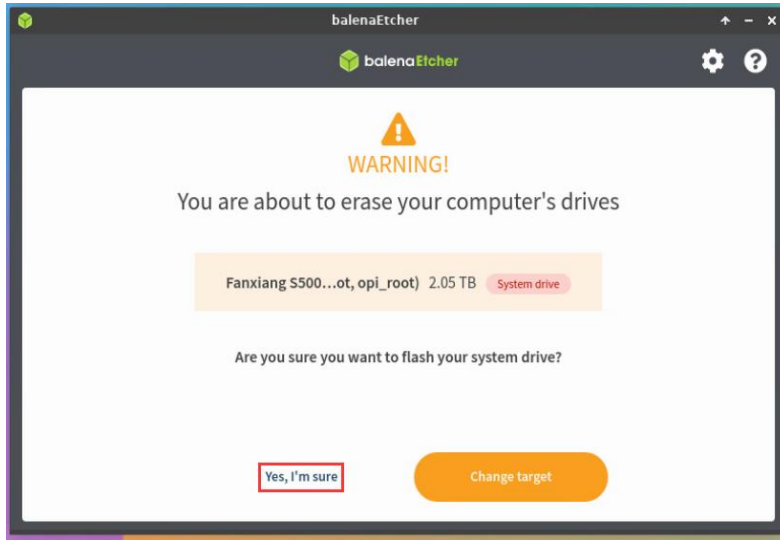 balenaEtcher
balenaEtcher
WARNING!
You are about to erase your computer's drives
Fanxiang S500...ot, opi_root) 2.05 TB System drive
Are you sure you want to flash your system drive?
Yes, I'm sure Change target